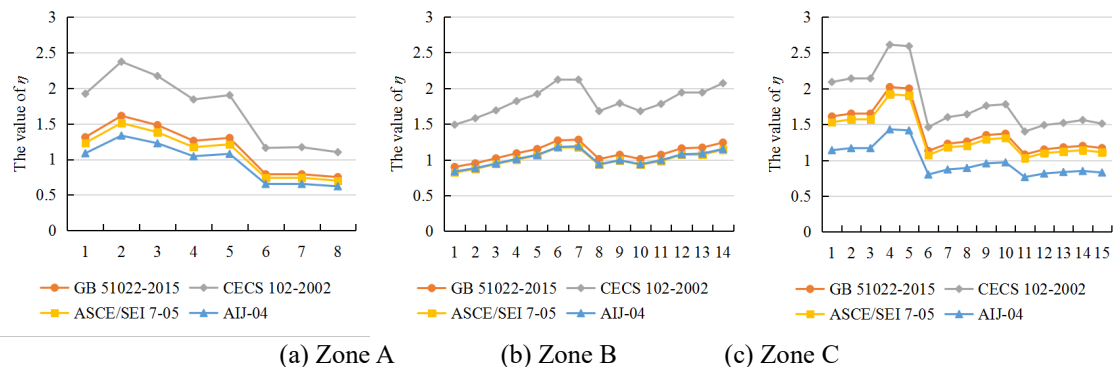 3
2.5
2
1.5
1
0.5
0
The value of η
1 2 3 4 5 6 7 8
GB 51022-2015 CECS 102-2002
ASCE/SEI 7-05 AIJ-04
3
2.5
2
1.5
1
0.5
0
The value of η
1 2 3 4 5 6 7 8 9 10 11 12 13 14
GB 51022-2015 CECS 102-2002
ASCE/SEI 7-05 AIJ-04
3
2.5
2
1.5
1
0.5
0
The value of η
1 2 3 4 5 6 7 8 9 10 11 12 13 14 15
GB 51022-2015 CECS 102-2002
ASCE/SEI 7-05 AIJ-04
(a) Zone A (b) Zone B (c) Zone C